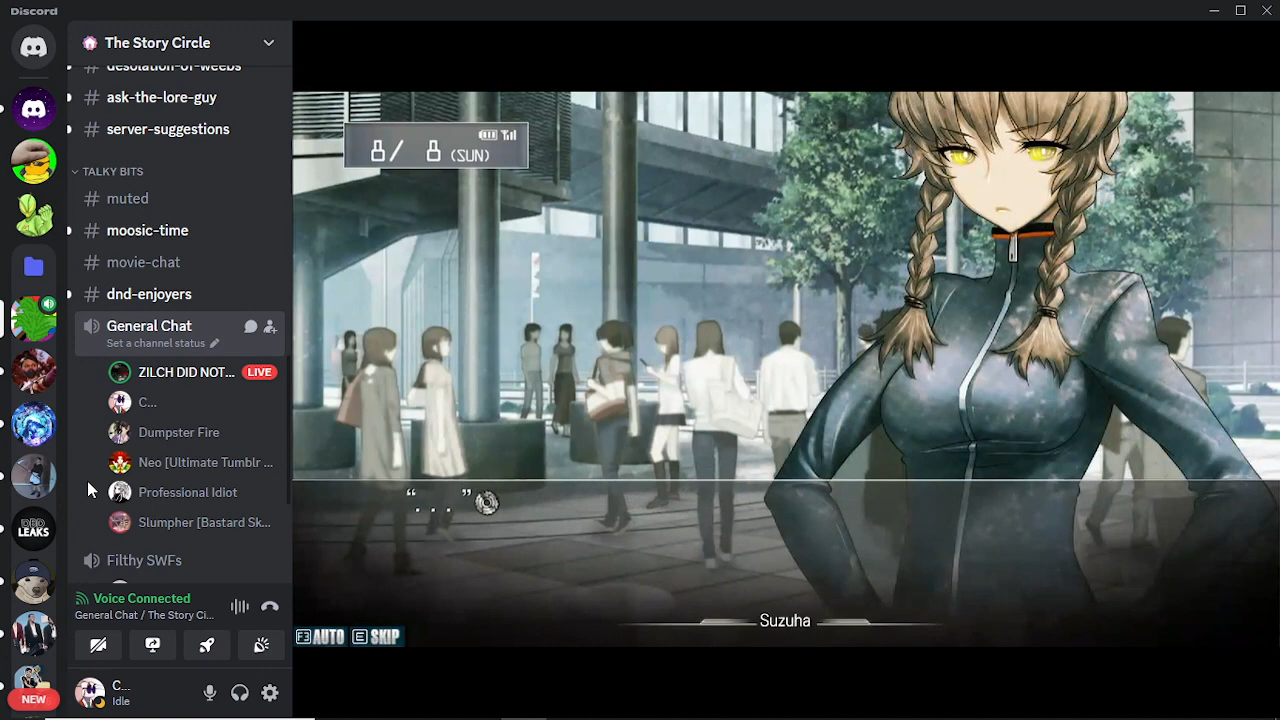 Discord
The Story Circle
# desolation-of-weebs
# ask-the-lore-guy
# server-suggestions
TALKY BITS
# muted
# moosic-time
# movie-chat
# dnd-enjoyers
General Chat
Set a channel status
ZILCH DID NOT... LIVE
C...
Dumpster Fire
Neo [Ultimate Tumblr ...
Professional Idiot
Slumpher [Bastard Sk...
Filthy SWFs
Voice Connected
General Chat / The Story Ci...
C...
Idle
LEAKS
NEW
8/ 8 (SUN)
“...”
Suzuha
F3 AUTO E SKIP